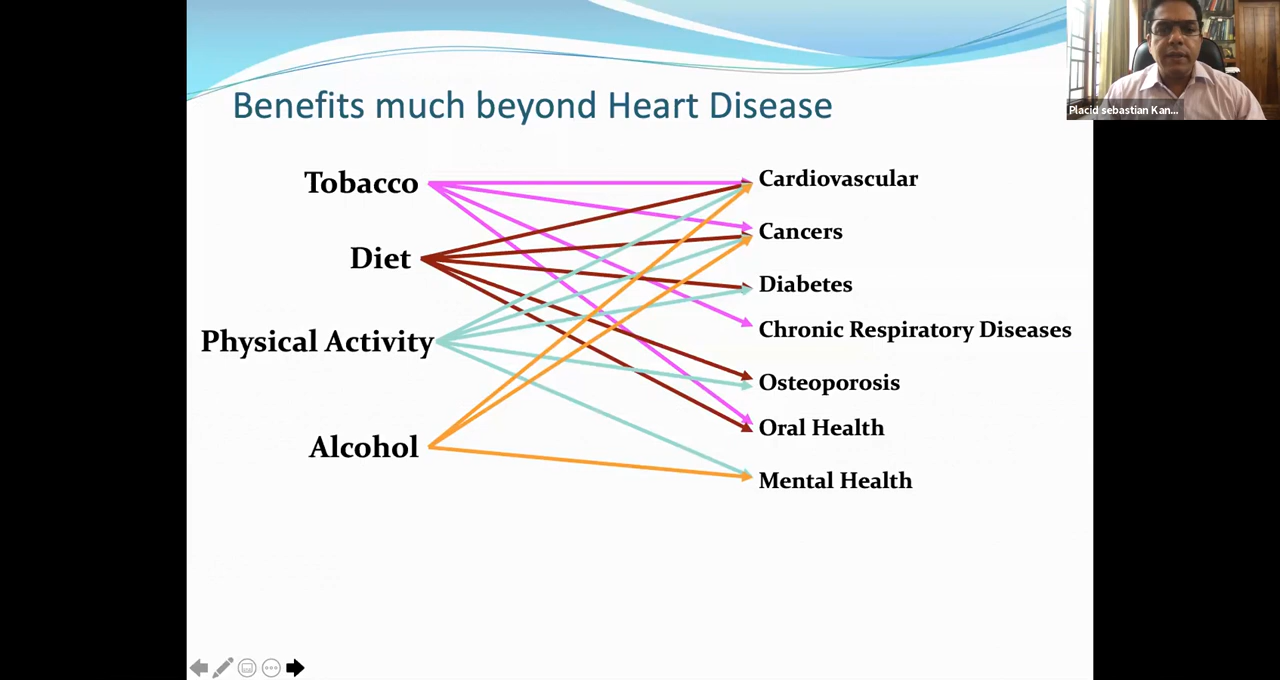 Placid sebastian Kan...
Benefits much beyond Heart Disease
Tobacco
Diet
Physical Activity
Alcohol
Cardiovascular
Cancers
Diabetes
Chronic Respiratory Diseases
Osteoporosis
Oral Health
Mental Health